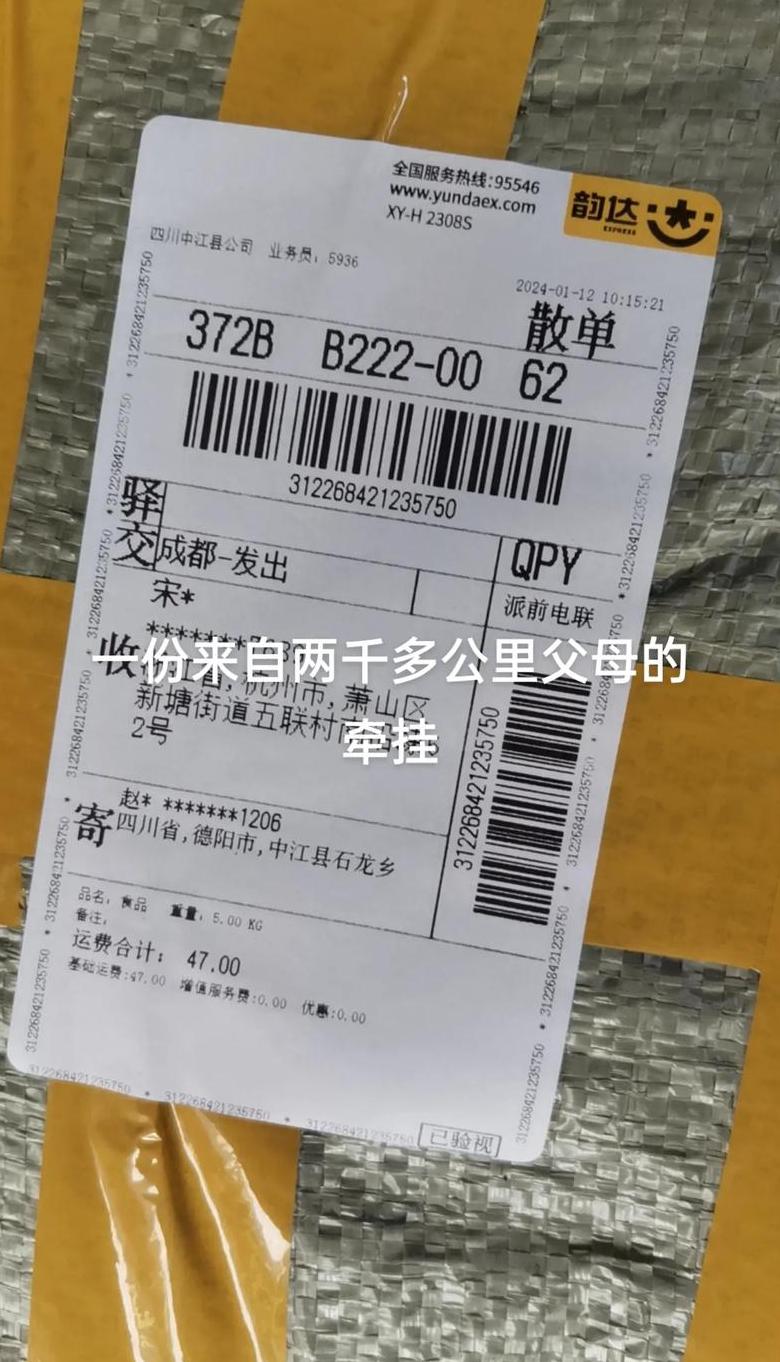 全国服务热线:95546
www.yundaex.com
XY-H 2308S
韵达
EXPRESS
四川中江县公司 业务员: 5936
2024-01-12 10:15:21
散单
372B B222-00 62
312268421235750
驿
交
成都-发出
QPY
派前电联
宋*
收
杭州市,萧山区
新塘街道五联村
2号
一份来自两千多公里父母的
牵挂
312268421235750
寄
赵* *******1206
四川省,德阳市,中江县石龙乡
品名: 食品 重量: 5.00 KG
备注:
运费合计: 47.00
基础运费:47.00 增值服务费:0.00 优惠:0.00
312268421235750 * 312268421235750 * 312268421235750
已验视